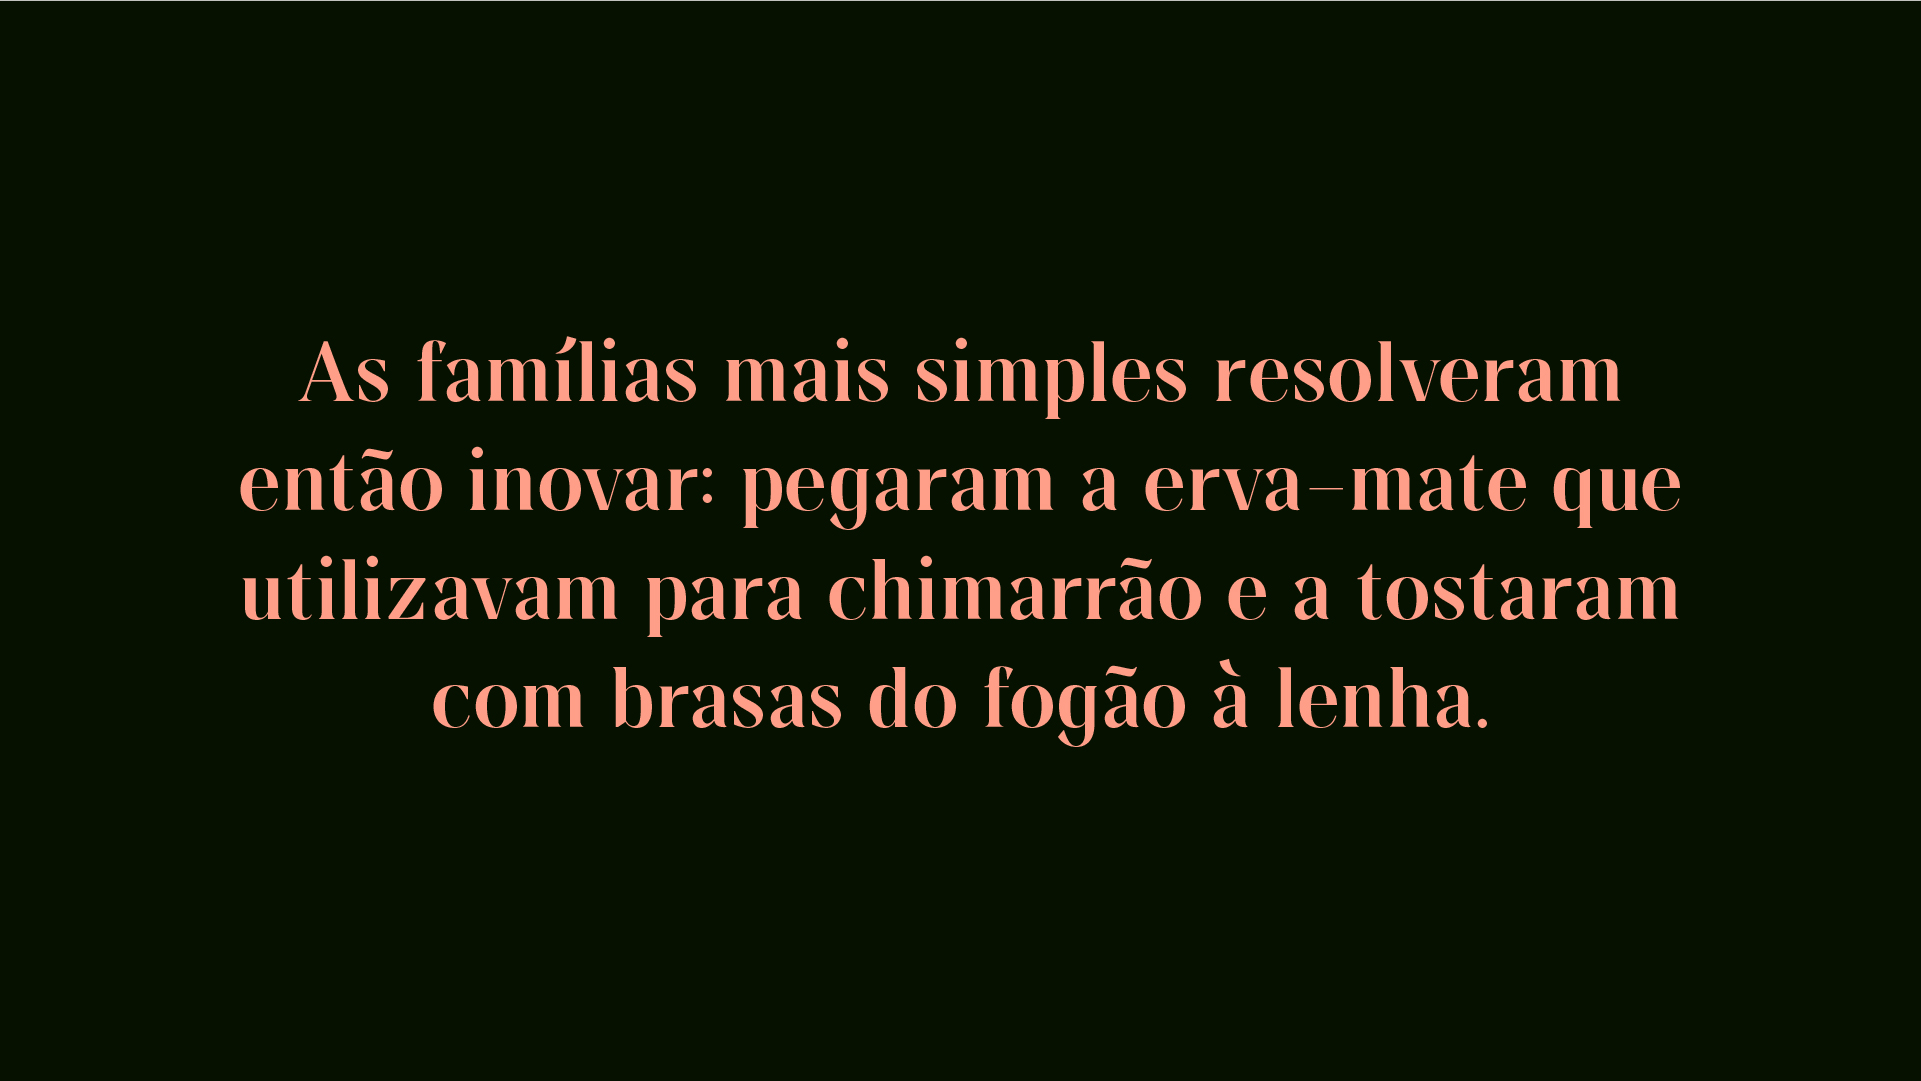 As famílias mais simples resolveram
então inovar: pegaram a erva-mate que
utilizavam para chimarrão e a tostaram
com brasas do fogão à lenha.